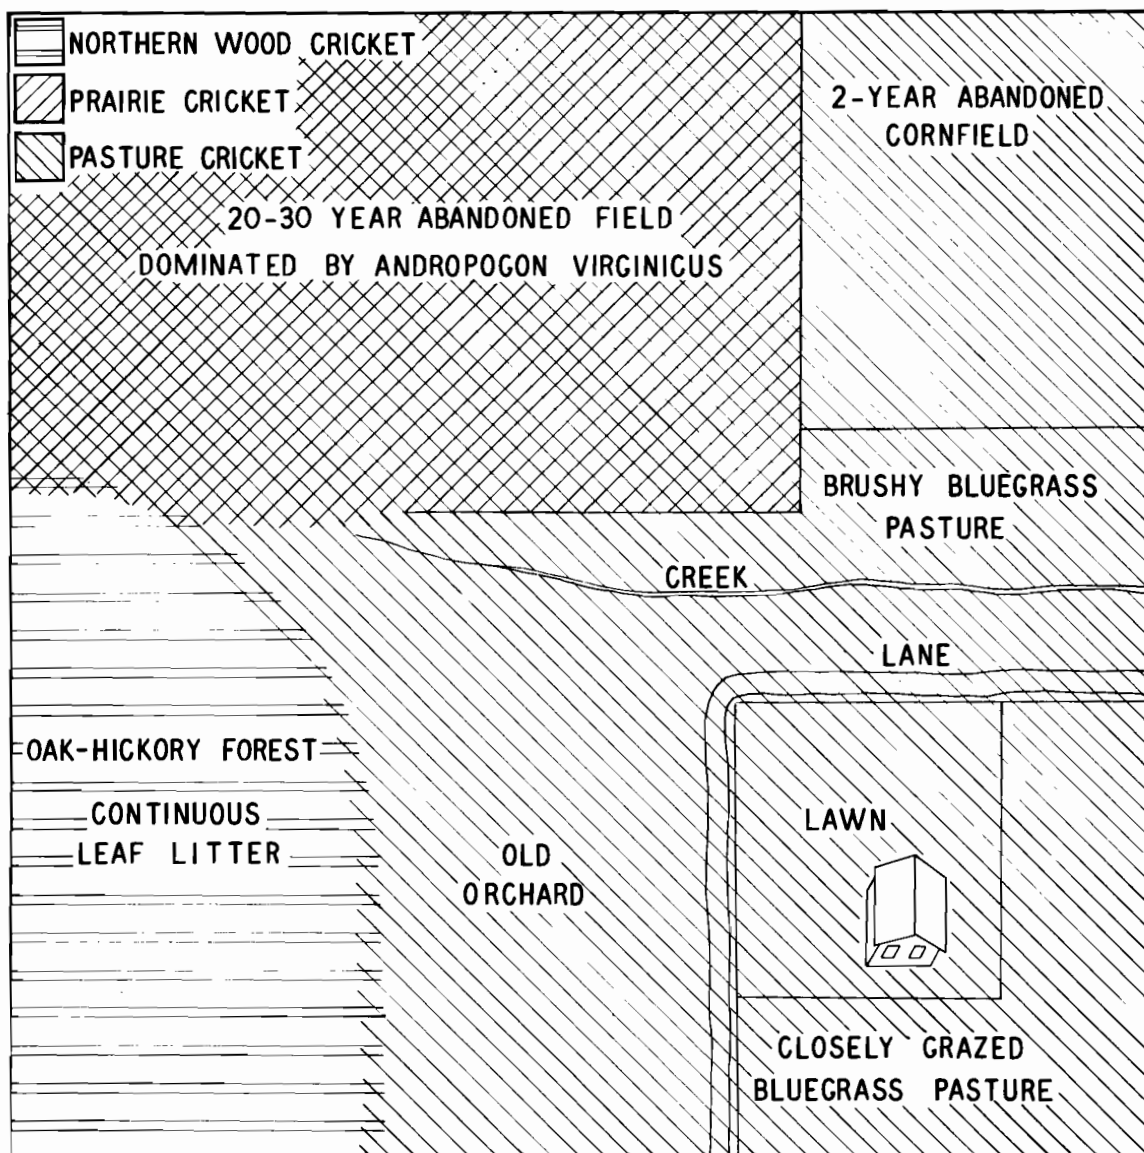 NORTHERN WOOD CRICKET
PRAIRIE CRICKET
PASTURE CRICKET
20-30 YEAR ABANDONED FIELD
DOMINATED BY ANDROPOGON VIRGINICUS
2-YEAR ABANDONED
CORNFIELD
BRUSHY BLUEGRASS
PASTURE
CREEK
LANE
OAK-HICKORY FOREST
CONTINUOUS
LEAF LITTER
OLD
ORCHARD
LAWN
CLOSELY GRAZED
BLUEGRASS PASTURE